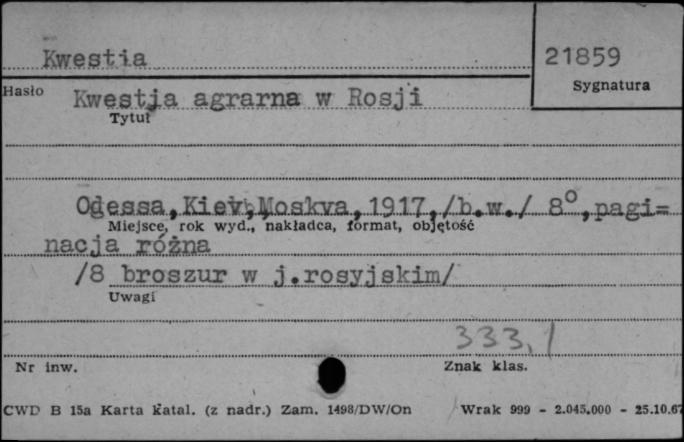 Kwestia
21859
Hasło
Sygnatura
Kwestja agrarna w Rosji
Tytuł
Odessa, Kiev, Moskva, 1917, /b.w./ 8°, pagi=
Miejsce, rok wyd., nakładca, format, objętość
nacja różna
/8 broszur w j.rosyjskim/
Uwagi
333,1
Nr inw.
Znak klas.
CWD B 15a Karta katal. (z nadr.) Zam. 1498/DW/On Wrak 999 - 2.045.000 - 25.10.67